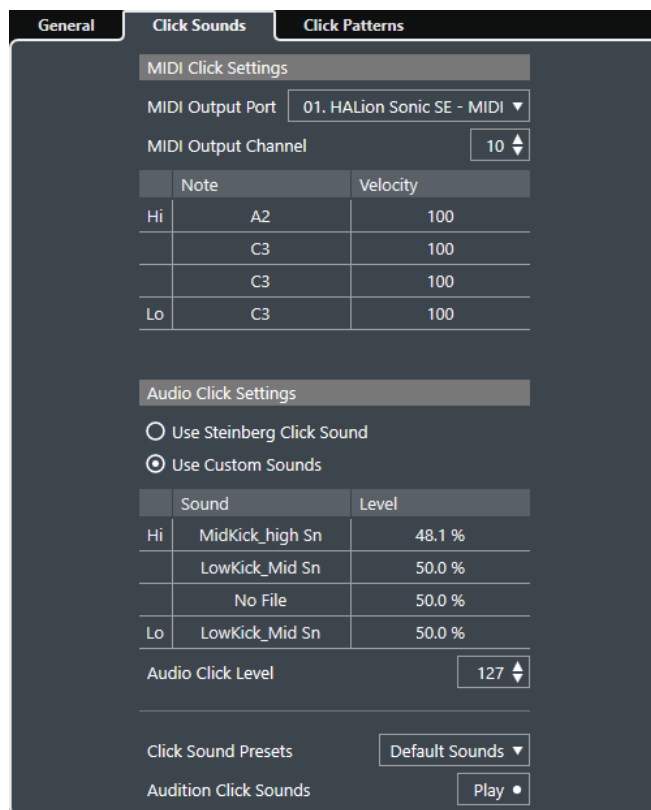 General Click Sounds Click Patterns
MIDI Click Settings
MIDI Output Port 01. HALion Sonic SE - MIDI
MIDI Output Channel 10
Note Velocity
Hi A2 100
C3 100
C3 100
Lo C3 100
Audio Click Settings
Use Steinberg Click Sound
Use Custom Sounds
Sound Level
Hi MidKick_high Sn 48.1 %
LowKick_Mid Sn 50.0 %
No File 50.0 %
Lo LowKick_Mid Sn 50.0 %
Audio Click Level 127
Click Sound Presets Default Sounds
Audition Click Sounds Play